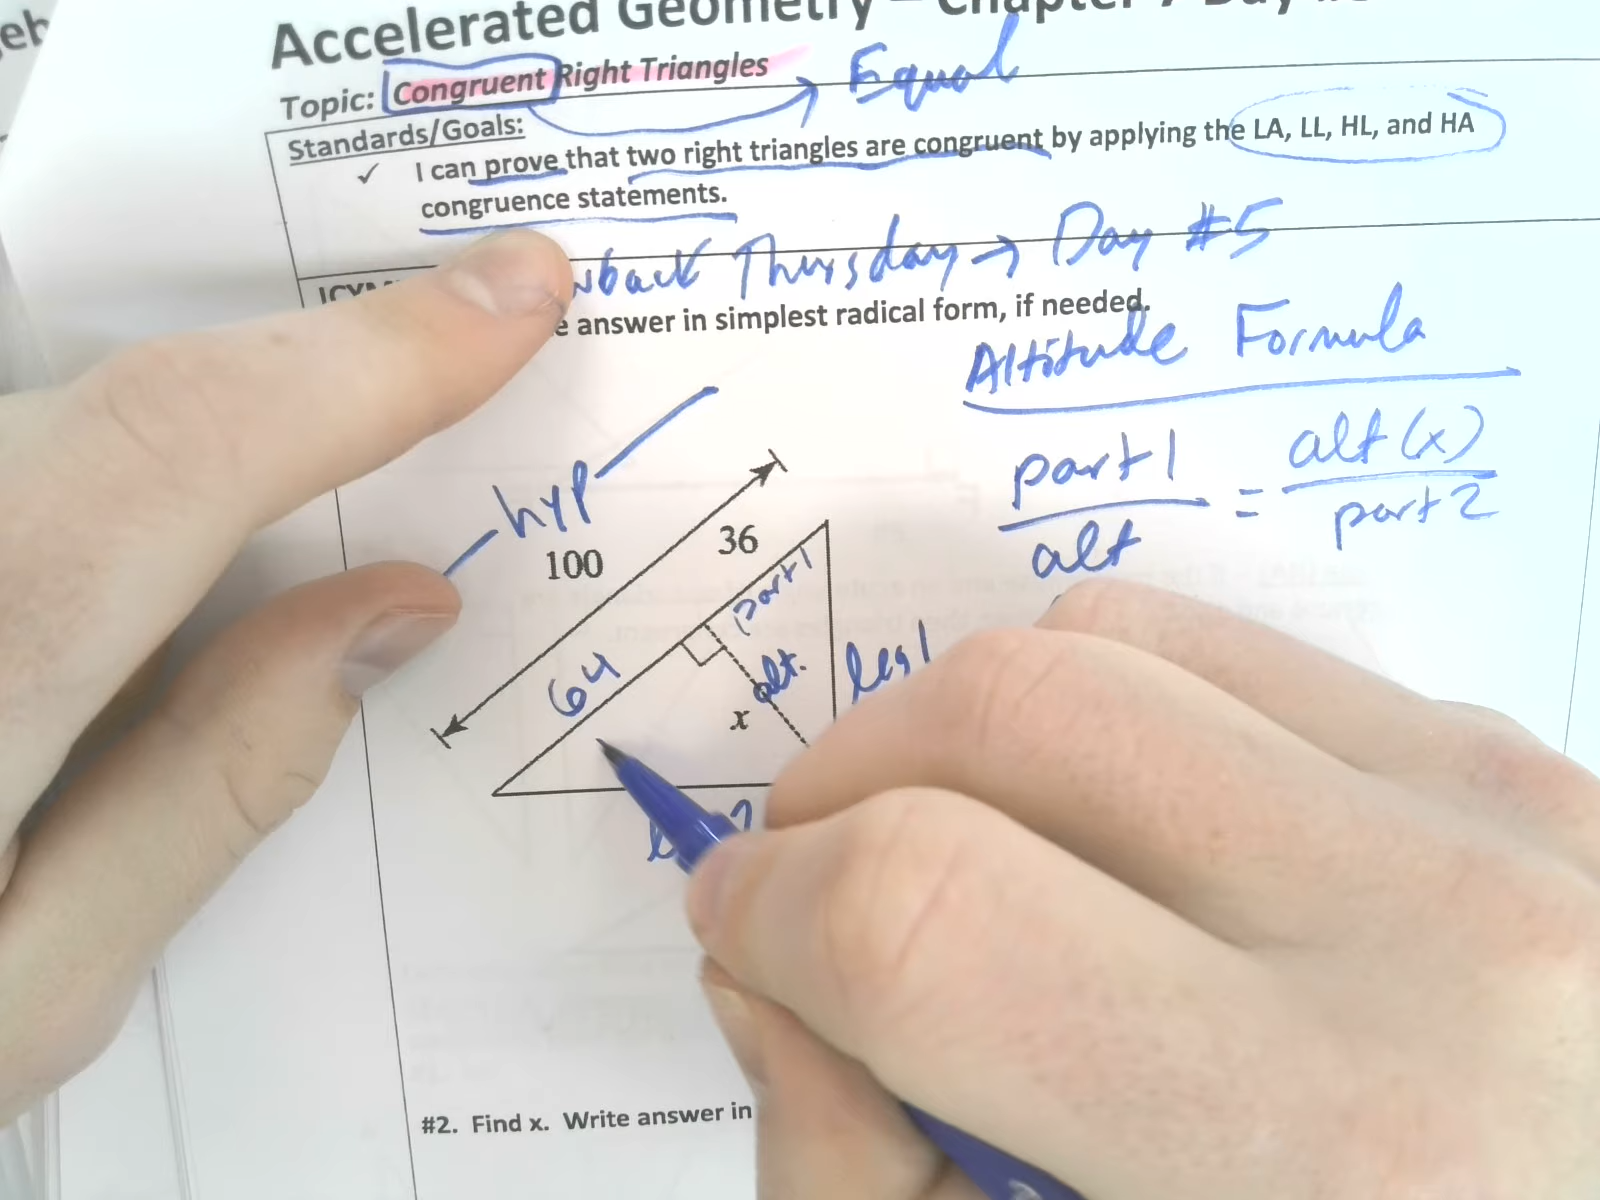 Accelerated Geometry – Chapter 7 Day
Topic: Congruent Right Triangles
Equal
Standards/Goals:
✓ I can prove that two right triangles are congruent by applying the LA, LL, HL, and HA
congruence statements.
Thursday → Day #5
answer in simplest radical form, if needed.
Altitude Formula
part 1 = alt (x)
alt part 2
hyp
100
36
part 1
64
alt.
x
leg 1
#2. Find x. Write answer in